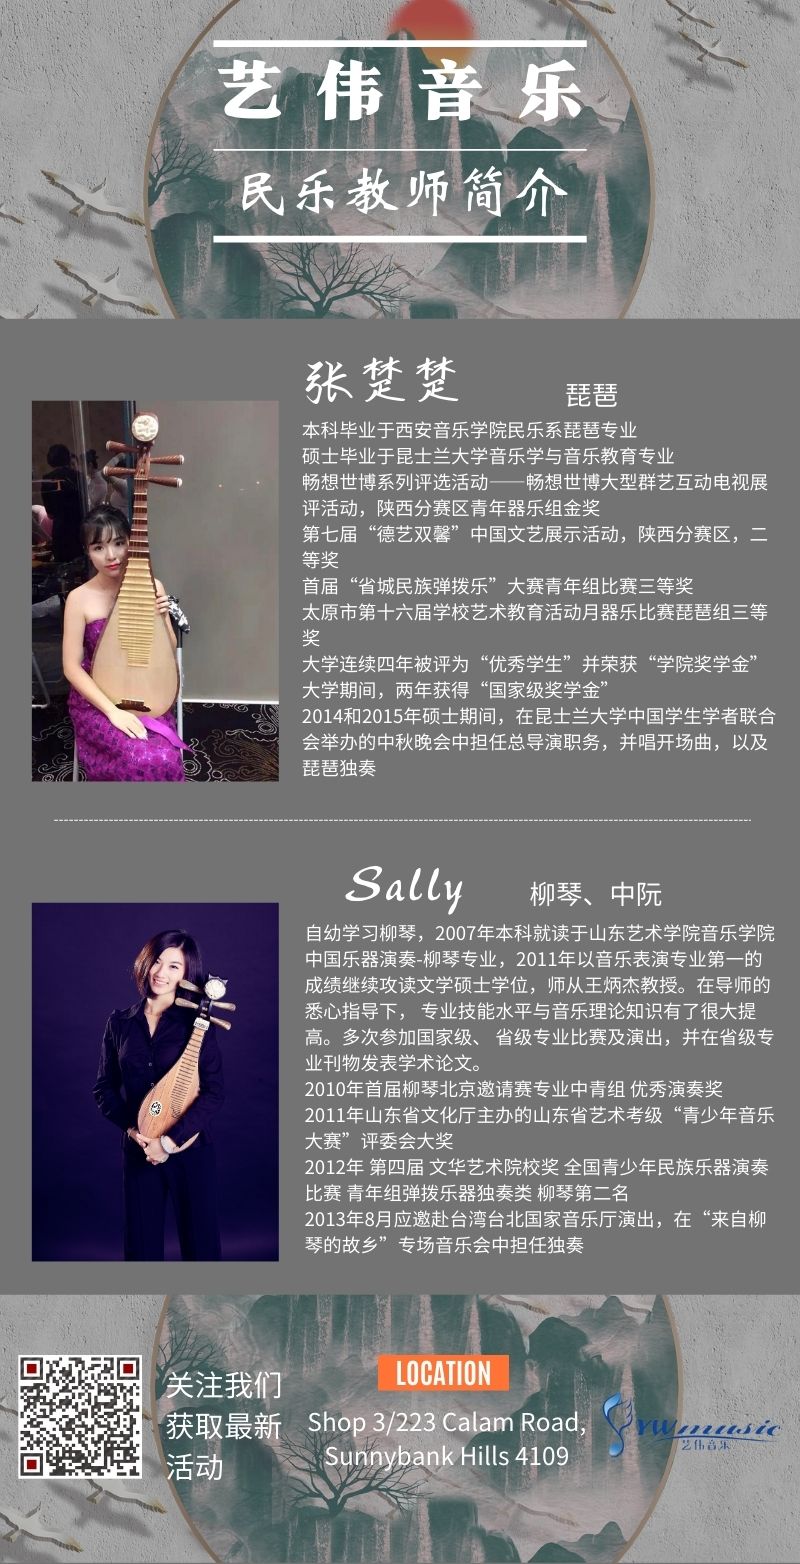 艺伟音乐
民乐教师简介
张楚楚 琵琶
本科毕业于西安音乐学院民乐系琵琶专业
硕士毕业于昆士兰大学音乐学与音乐教育专业
畅想世博系列评选活动——畅想世博大型群艺互动电视展
评活动，陕西分赛区青年器乐组金奖
第七届“德艺双馨”中国文艺展示活动，陕西分赛区，二
等奖
首届“省城民族弹拨乐”大赛青年组比赛三等奖
太原市第十六届学校艺术教育活动月器乐比赛琵琶组三等
奖
大学连续四年被评为“优秀学生”并荣获“学院奖学金”
大学期间，两年获得“国家级奖学金”
2014和2015年硕士期间，在昆士兰大学中国学生学者联合
会举办的中秋晚会中担任总导演职务，并唱开场曲，以及
琵琶独奏
Sally 柳琴、中阮
自幼学习柳琴，2007年本科就读于山东艺术学院音乐学院
中国乐器演奏-柳琴专业，2011年以音乐表演专业第一的
成绩继续攻读文学硕士学位，师从王炳杰教授。在导师的
悉心指导下， 专业技能水平与音乐理论知识有了很大提
高。多次参加国家级、 省级专业比赛及演出，并在省级专
业刊物发表学术论文。
2010年首届柳琴北京邀请赛专业中青组 优秀演奏奖
2011年山东省文化厅主办的山东省艺术考级“青少年音乐
大赛”评委会大奖
2012年 第四届 文华艺术院校奖 全国青少年民族乐器演奏
比赛 青年组弹拨乐器独奏类 柳琴第二名
2013年8月应邀赴台湾台北国家音乐厅演出，在“来自柳
琴的故乡”专场音乐会中担任独奏
关注我们
获取最新
活动
LOCATION
Shop 3/223 Calam Road,
Sunnybank Hills 4109
YWmusic
艺伟音乐